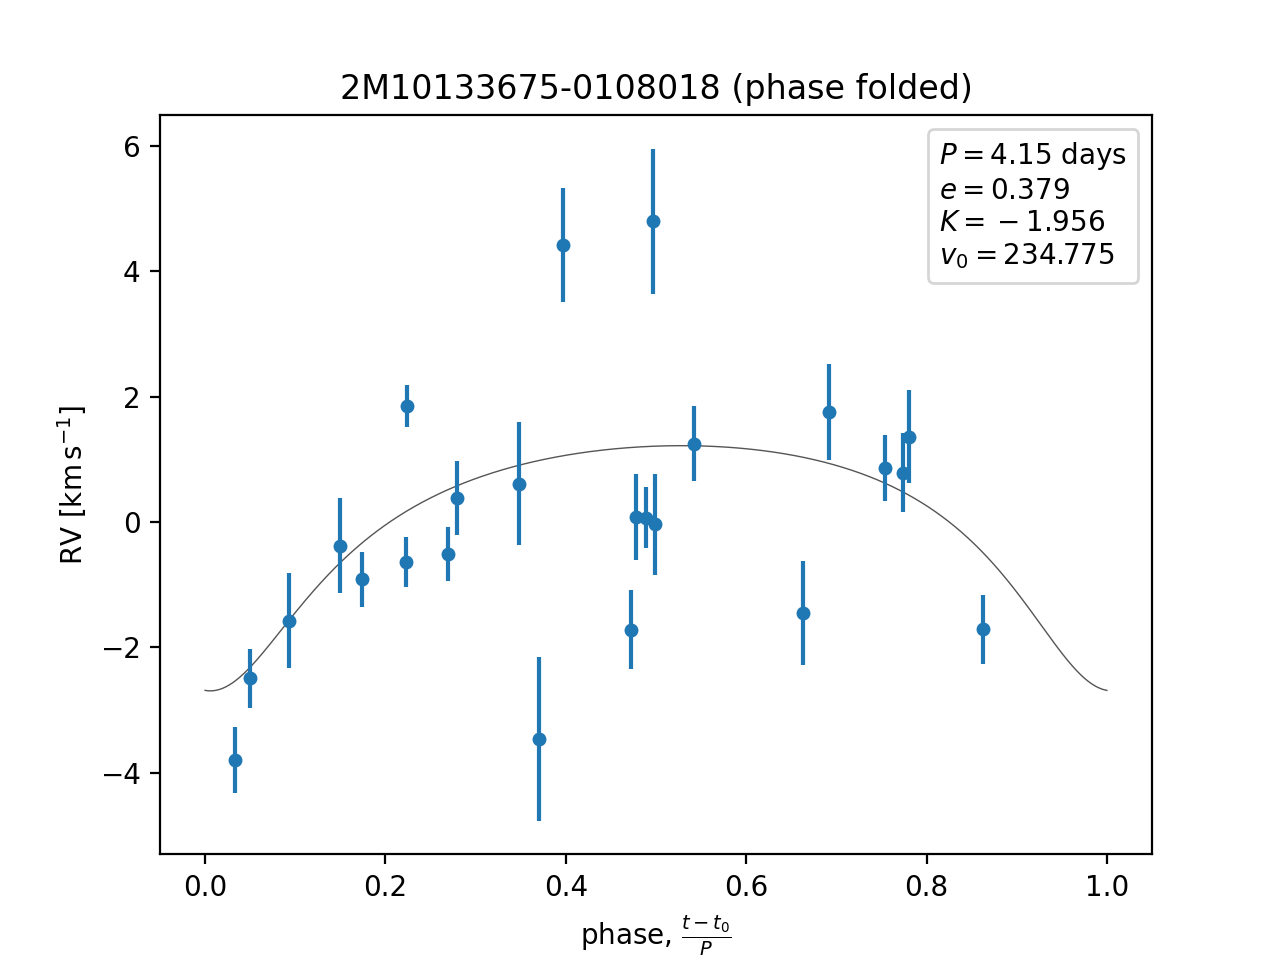 2M10133675-0108018 (phase folded)
P = 4.15 days
e = 0.379
K = −1.956
v₀ = 234.775
RV [km s⁻¹]
6
4
2
0
−2
−4
0.0 0.2 0.4 0.6 0.8 1.0
phase, (t − t₀)/P